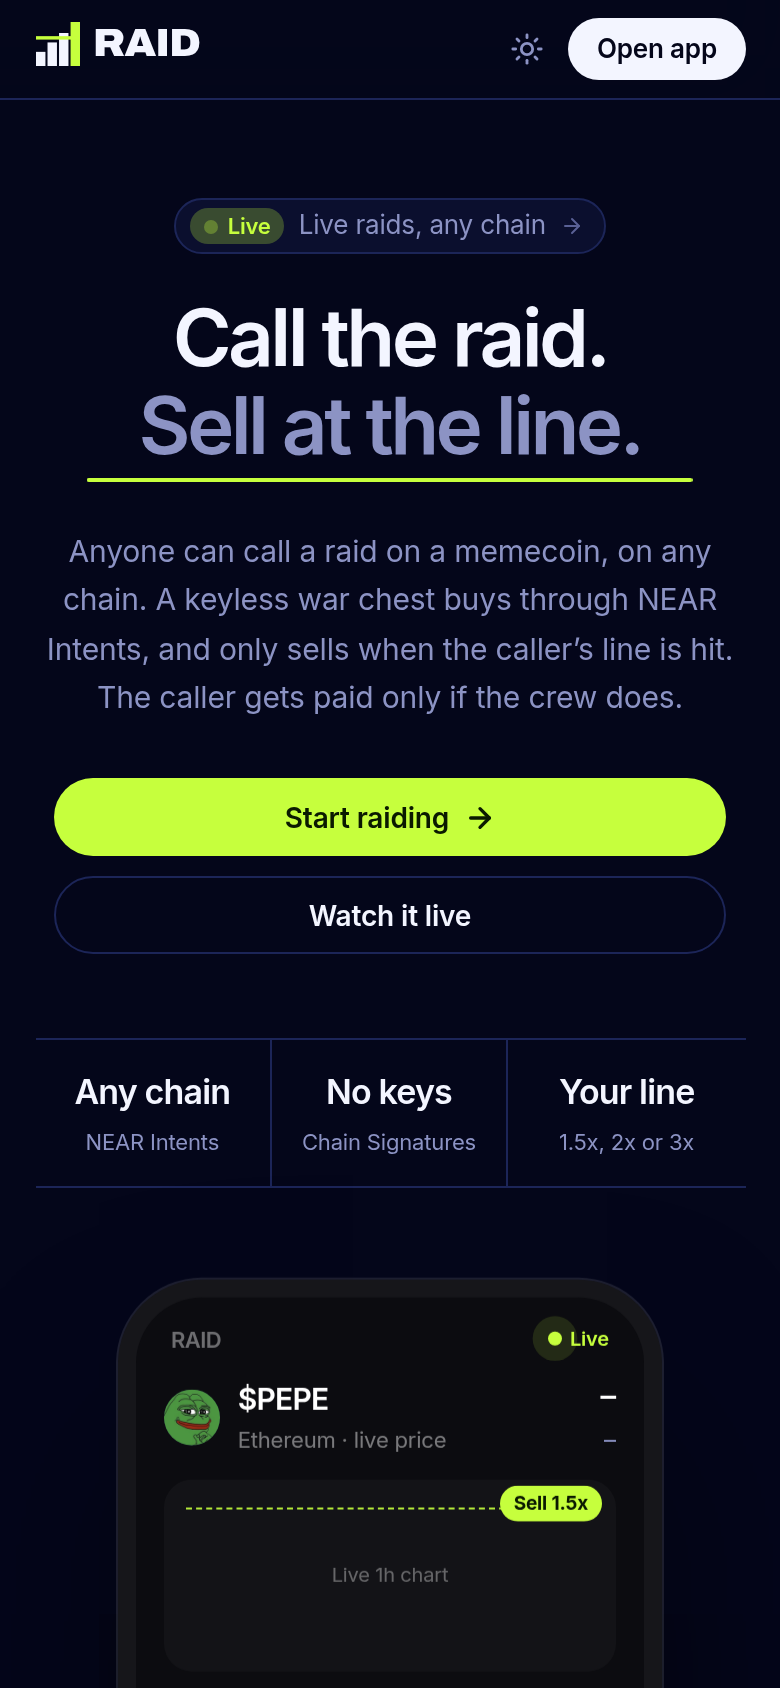 RAID
Open app
Live
Live raids, any chain
Call the raid.
Sell at the line.
Anyone can call a raid on a memecoin, on any
chain. A keyless war chest buys through NEAR
Intents, and only sells when the caller’s line is hit.
The caller gets paid only if the crew does.
Start raiding
Watch it live
Any chain
NEAR Intents
No keys
Chain Signatures
Your line
1.5x, 2x or 3x
RAID
Live
$PEPE
–
Ethereum · live price
–
Sell 1.5x
Live 1h chart